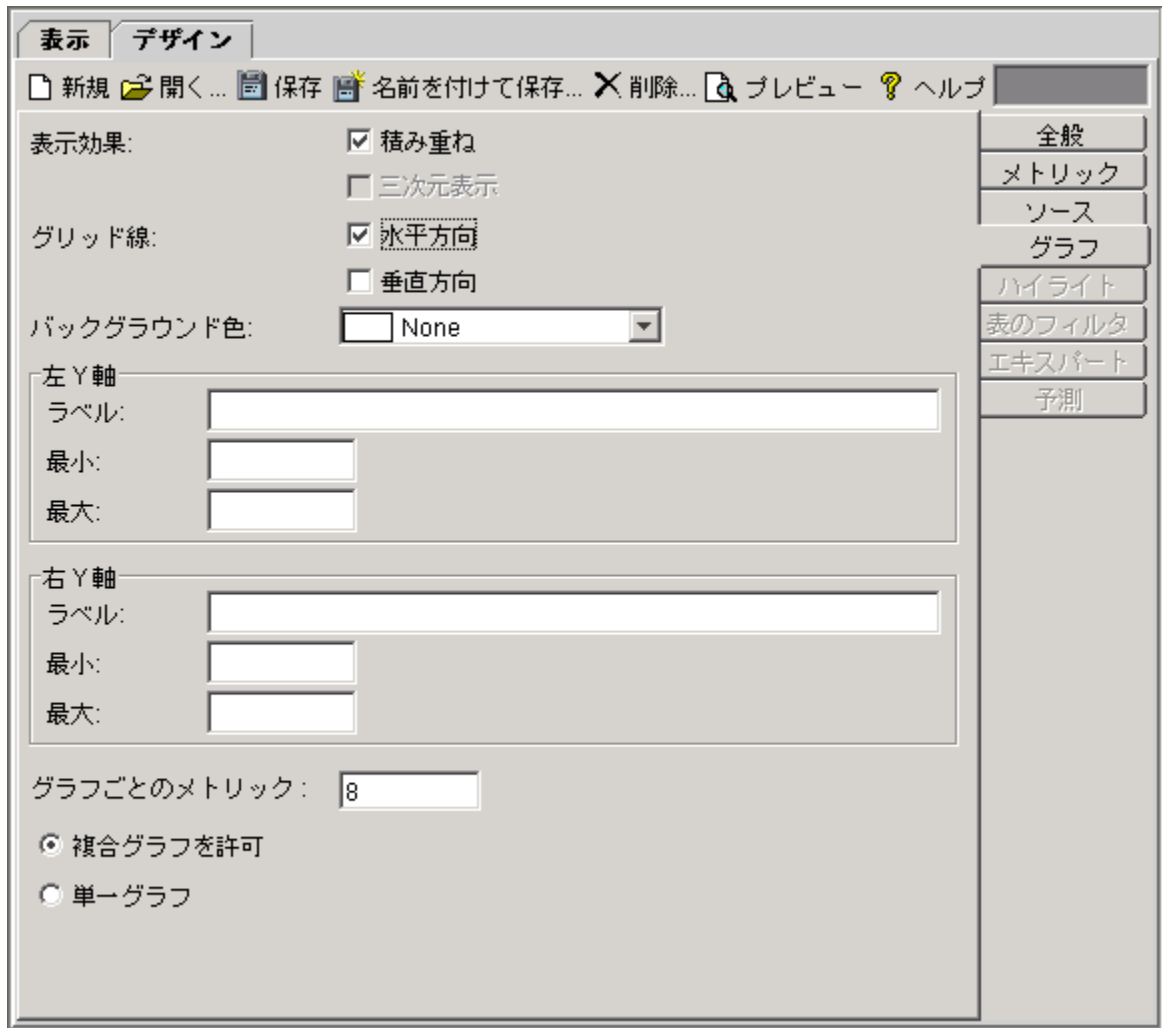 表示 デザイン
新規 開く... 保存 名前を付けて保存... 削除... プレビュー ヘルプ
表示効果: 積み重ね
三次元表示
グリッド線: 水平方向
垂直方向
バックグラウンド色: None
左Y軸
ラベル:
最小:
最大:
右Y軸
ラベル:
最小:
最大:
グラフごとのメトリック: 8
複合グラフを許可
単一グラフ
全般
メトリック
ソース
グラフ
ハイライト
表のフィルタ
エキスパート
予測